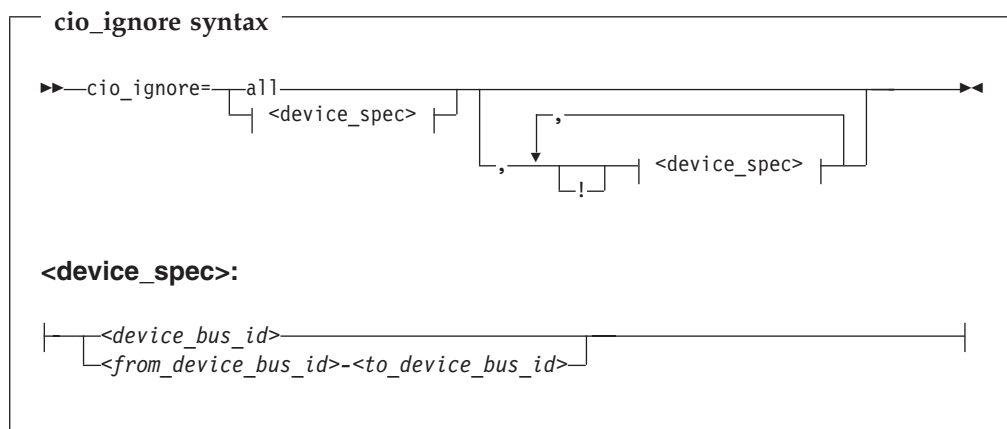 cio_ignore syntax
cio_ignore= all
<device_spec>
,
, <device_spec>
!
<device_spec>:
<device_bus_id>
<from_device_bus_id>-<to_device_bus_id>